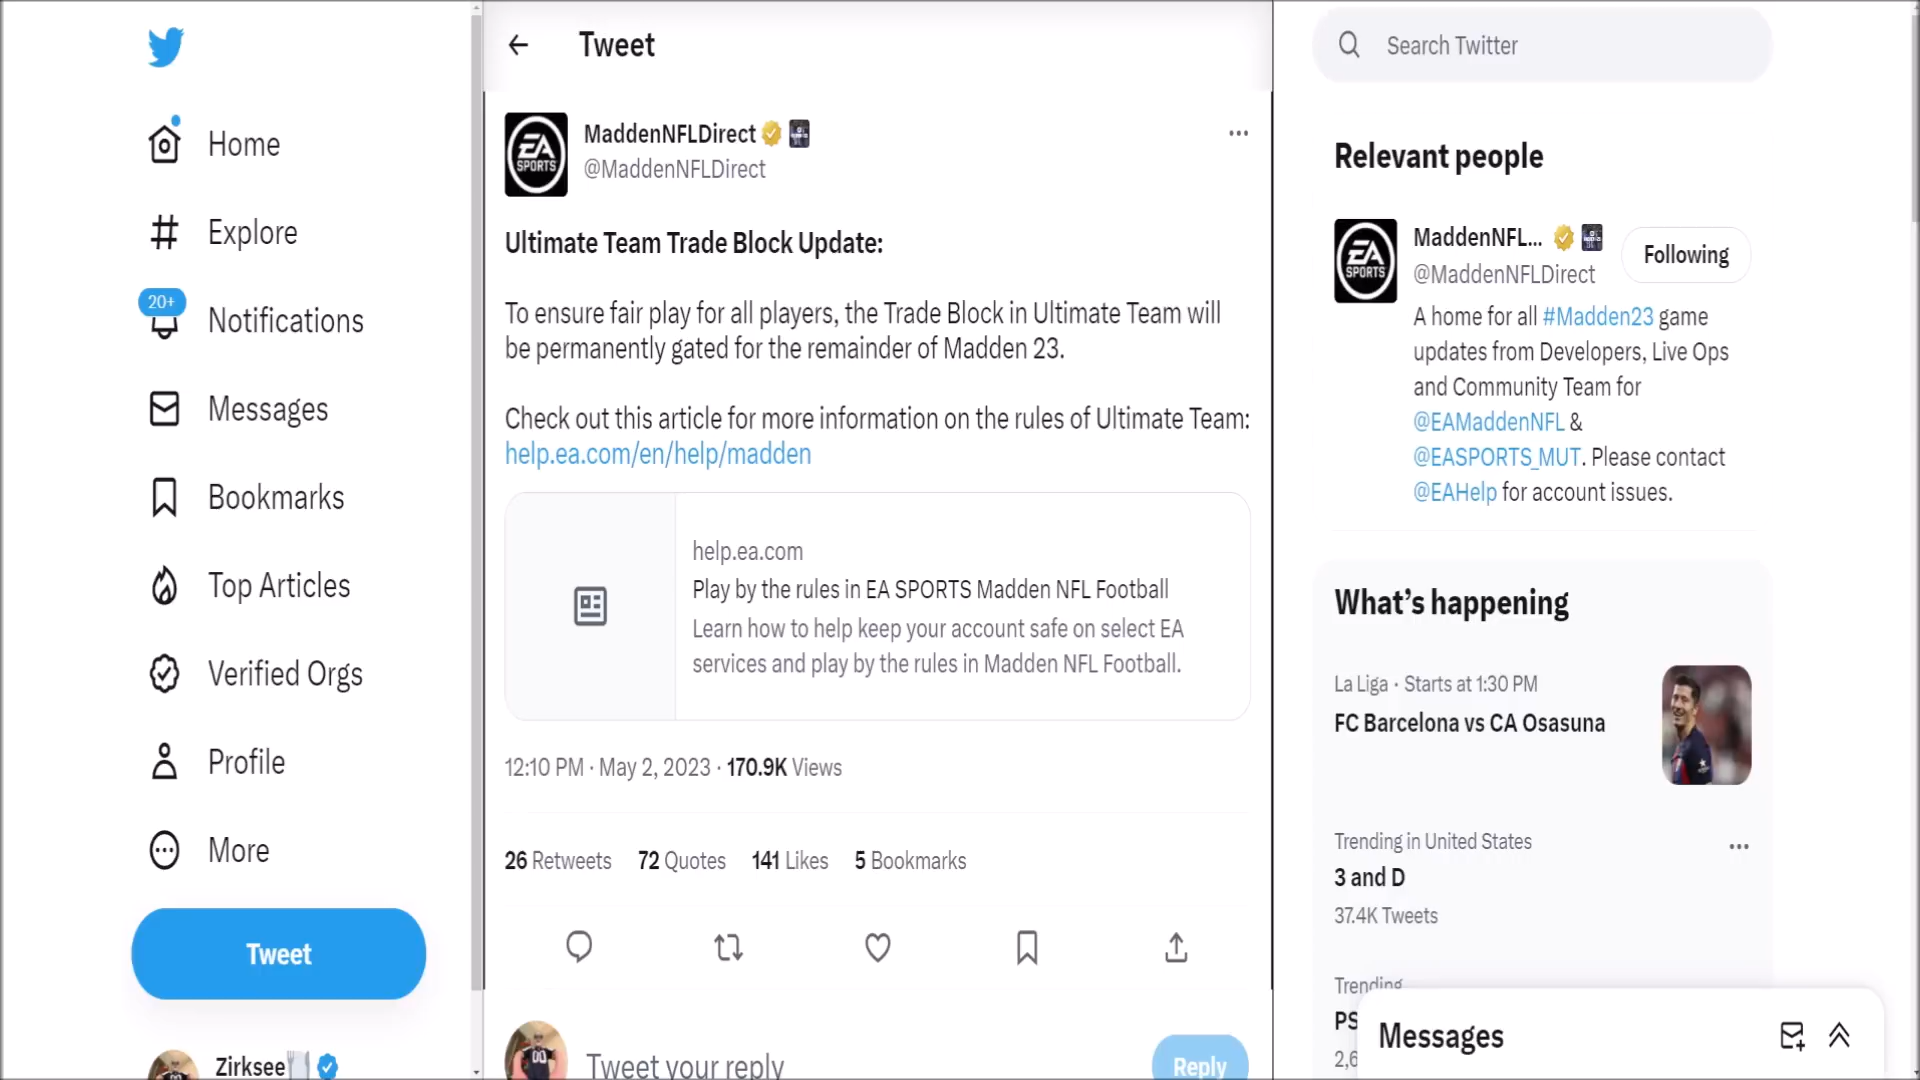 Home
Explore
20+
Notifications
Messages
Bookmarks
Top Articles
Verified Orgs
Profile
More
Tweet
Zirksee
Tweet
EA SPORTS
MaddenNFLDirect
@MaddenNFLDirect
Ultimate Team Trade Block Update:
To ensure fair play for all players, the Trade Block in Ultimate Team will
be permanently gated for the remainder of Madden 23.
Check out this article for more information on the rules of Ultimate Team:
help.ea.com/en/help/madden
help.ea.com
Play by the rules in EA SPORTS Madden NFL Football
Learn how to help keep your account safe on select EA
services and play by the rules in Madden NFL Football.
12:10 PM · May 2, 2023 · 170.9K Views
26 Retweets 72 Quotes 141 Likes 5 Bookmarks
00
Tweet your reply
Reply
Search Twitter
Relevant people
EA SPORTS
MaddenNFL...
@MaddenNFLDirect
Following
A home for all #Madden23 game
updates from Developers, Live Ops
and Community Team for
@EAMaddenNFL &
@EASPORTS_MUT. Please contact
@EAHelp for account issues.
What's happening
La Liga · Starts at 1:30 PM
FC Barcelona vs CA Osasuna
Trending in United States
3 and D
37.4K Tweets
Trending
PS
2,6
Messages